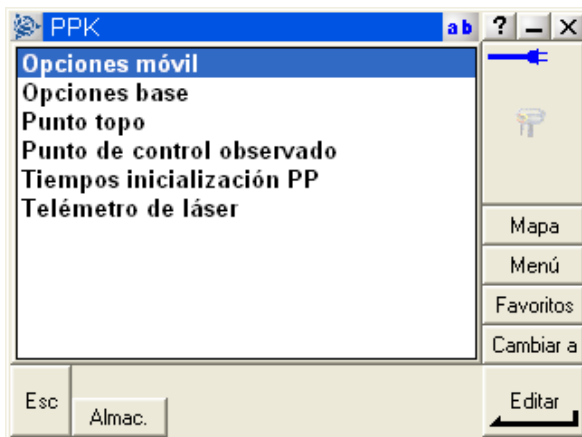 PPK
ab
?
Opciones móvil
Opciones base
Punto topo
Punto de control observado
Tiempos inicialización PP
Telémetro de láser
Mapa
Menú
Favoritos
Cambiar a
Esc
Almac.
Editar